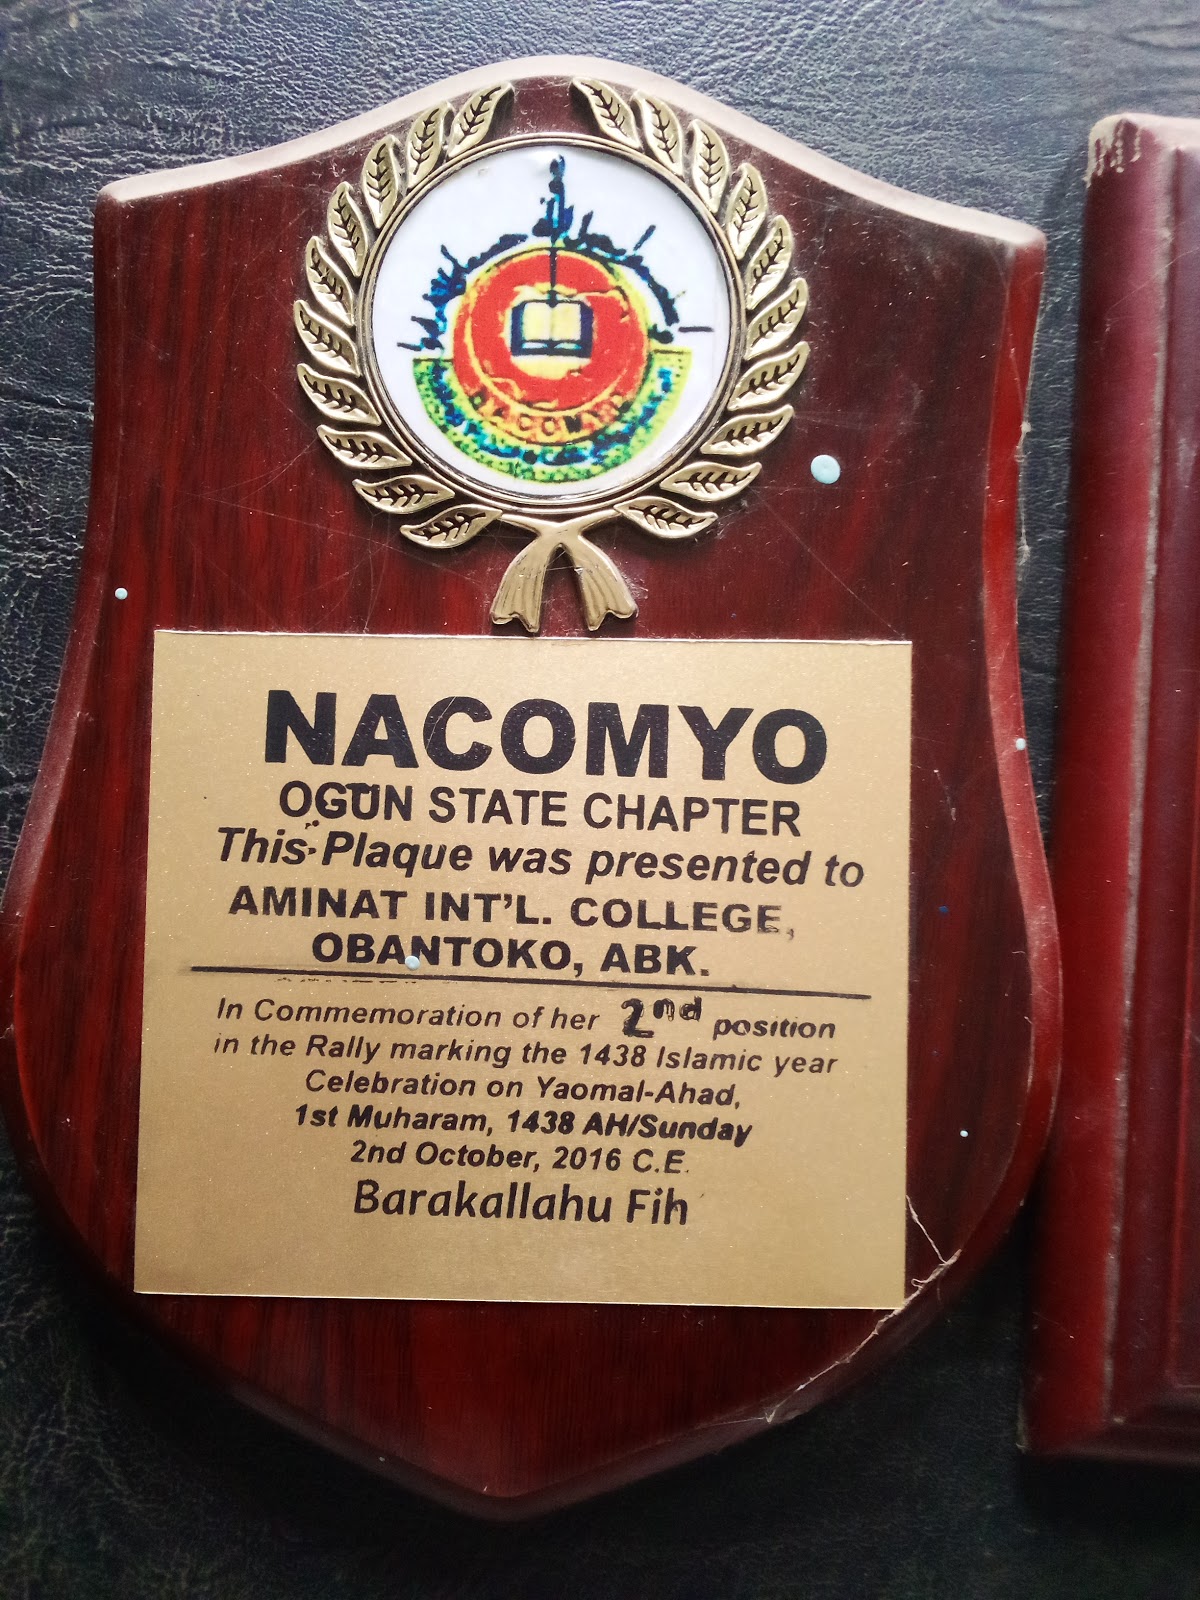 NACOMYO
OGUN STATE CHAPTER
This Plaque was presented to
AMINAT INT'L. COLLEGE,
OBANTOKO, ABK.
In Commemoration of her 2nd position
in the Rally marking the 1438 Islamic year
Celebration on Yaomal-Ahad,
1st Muharam, 1438 AH/Sunday
2nd October, 2016 C.E.
Barakallahu Fih